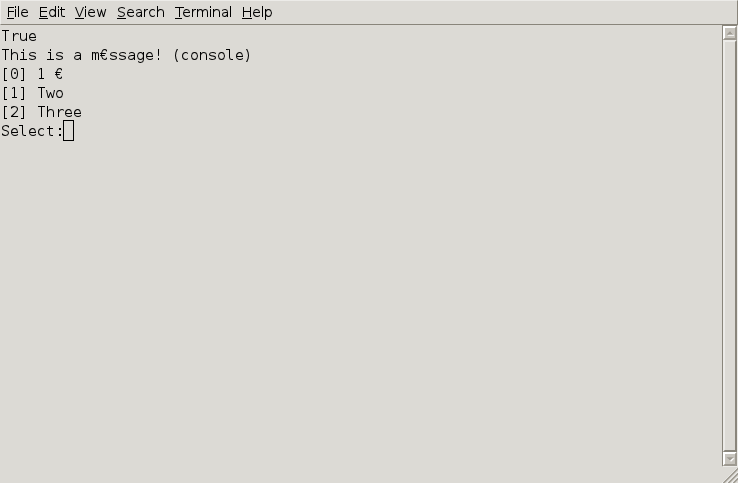 File Edit View Search Terminal Help
True
This is a m€ssage! (console)
[0] 1 €
[1] Two
[2] Three
Select: